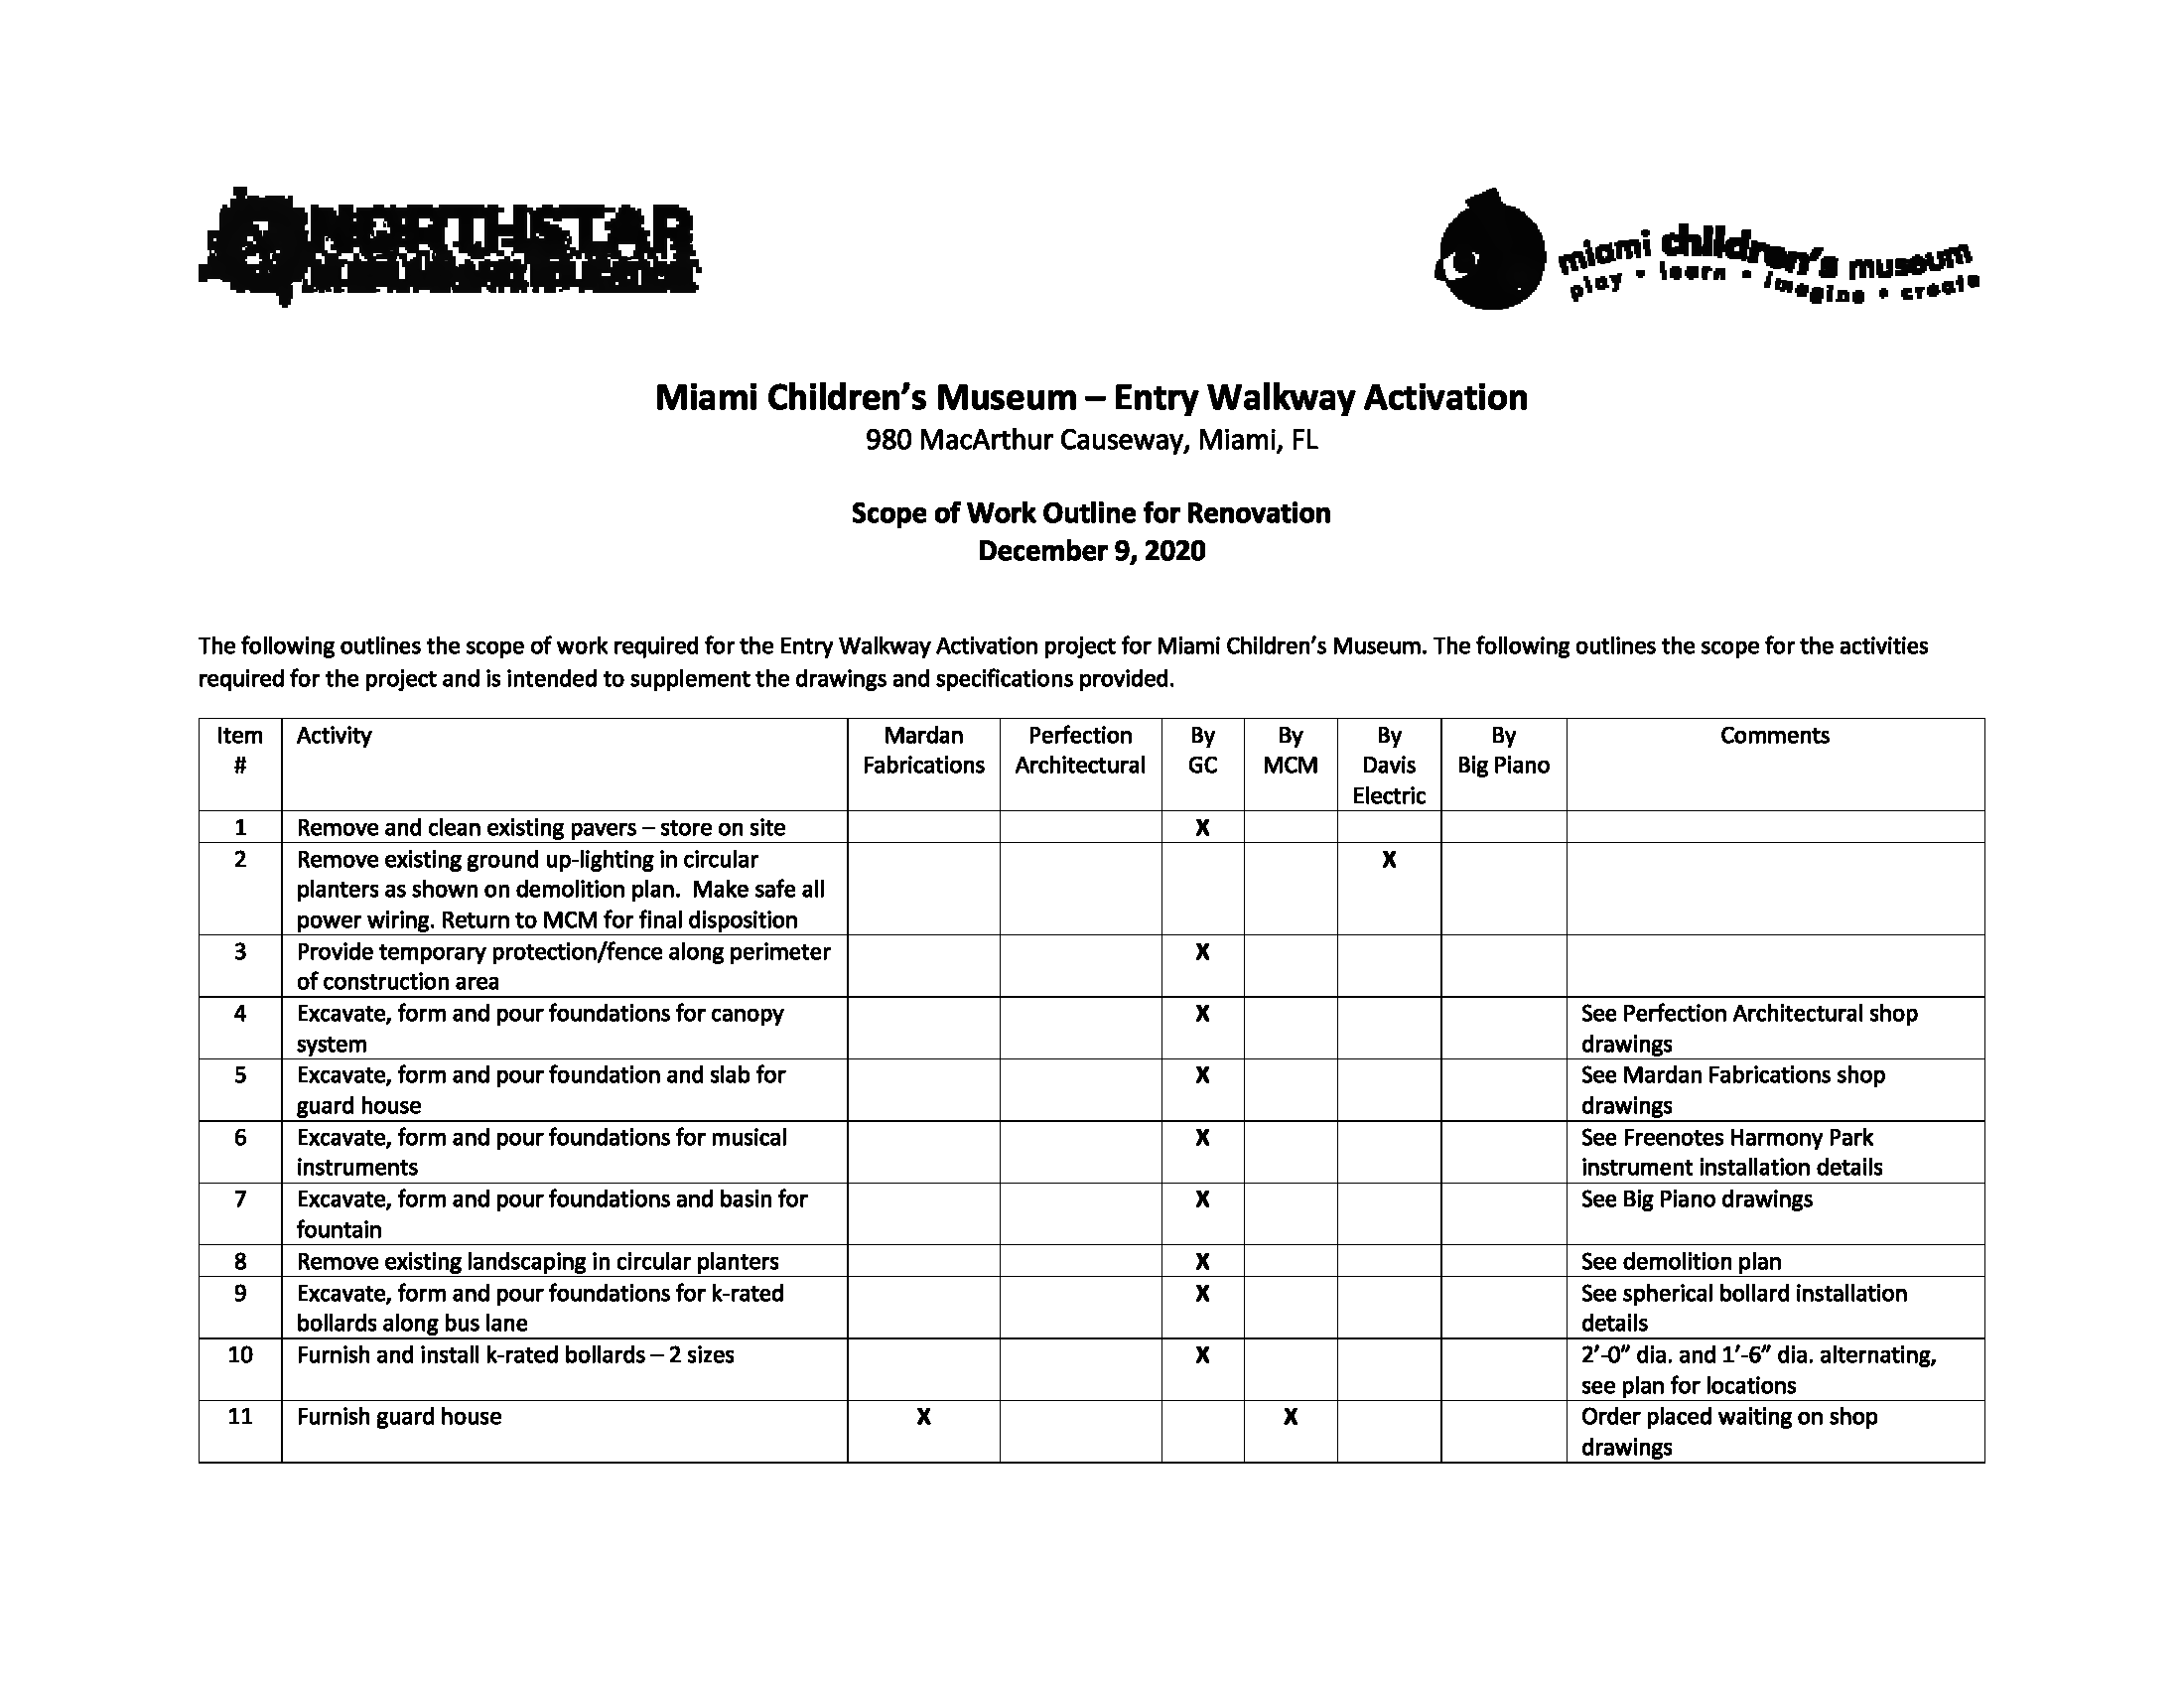 NORTHSTAR
miami children's museum
play • learn • imagine • create
Miami Children's Museum – Entry Walkway Activation
980 MacArthur Causeway, Miami, FL
Scope of Work Outline for Renovation
December 9, 2020
The following outlines the scope of work required for the Entry Walkway Activation project for Miami Children's Museum. The following outlines the scope for the activities
required for the project and is intended to supplement the drawings and specifications provided.
Item # Activity Mardan Fabrications Perfection Architectural By GC By MCM By Davis Electric By Big Piano Comments
1 Remove and clean existing pavers – store on site X
2 Remove existing ground up-lighting in circular X
planters as shown on demolition plan. Make safe all
power wiring. Return to MCM for final disposition
3 Provide temporary protection/fence along perimeter X
of construction area
4 Excavate, form and pour foundations for canopy X See Perfection Architectural shop
system drawings
5 Excavate, form and pour foundation and slab for X See Mardan Fabrications shop
guard house drawings
6 Excavate, form and pour foundations for musical X See Freenotes Harmony Park
instruments instrument installation details
7 Excavate, form and pour foundations and basin for X See Big Piano drawings
fountain
8 Remove existing landscaping in circular planters X See demolition plan
9 Excavate, form and pour foundations for k-rated X See spherical bollard installation
bollards along bus lane details
10 Furnish and install k-rated bollards – 2 sizes X 2'-0" dia. and 1'-6" dia. alternating,
see plan for locations
11 Furnish guard house X X Order placed waiting on shop
drawings